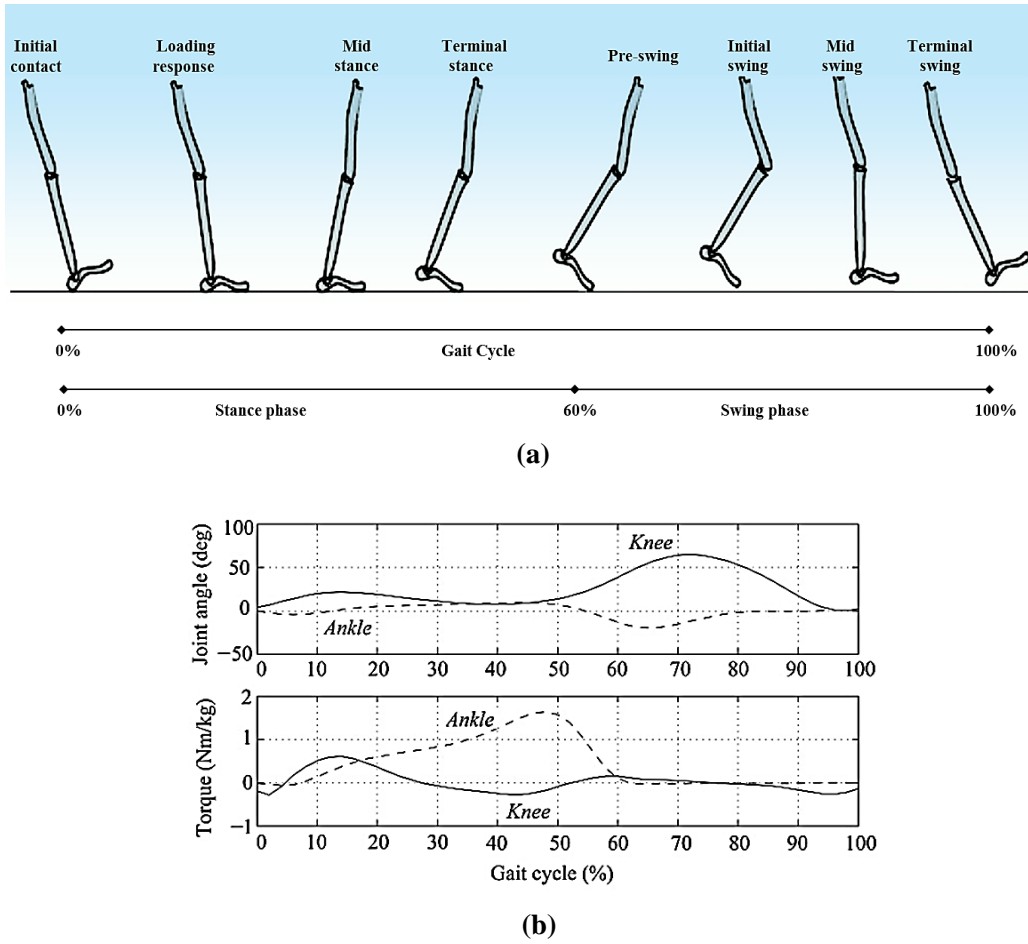 Initial
contact
Loading
response
Mid
stance
Terminal
stance
Pre-swing
Initial
swing
Mid
swing
Terminal
swing
0% Gait Cycle 100%
0% Stance phase 60% Swing phase 100%
(a)
Joint angle (deg)
100
50
0
−50
Knee
Ankle
0 10 20 30 40 50 60 70 80 90 100
Torque (Nm/kg)
2
1
0
−1
Ankle
Knee
0 10 20 30 40 50 60 70 80 90 100
Gait cycle (%)
(b)